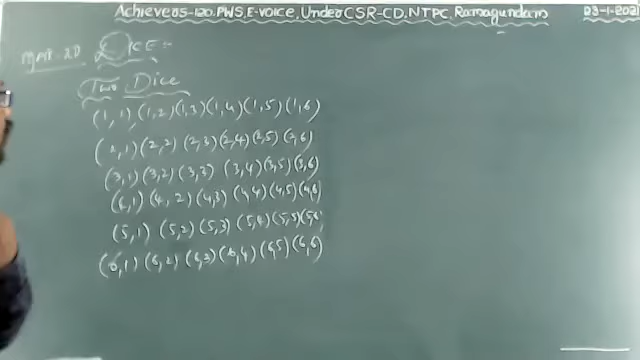 Achievers-120, PWS, E-VOICE, Under CSR-CD, NTPC, Ramagundam
23-1-202
DICE:-
Two Dice
(1,1) (1,2) (1,3) (1,4) (1,5) (1,6)
(2,1) (2,2) (2,3) (2,4) (2,5) (2,6)
(3,1) (3,2) (3,3) (3,4) (3,5) (3,6)
(4,1) (4,2) (4,3) (4,4) (4,5) (4,6)
(5,1) (5,2) (5,3) (5,4) (5,5) (5,6)
(6,1) (6,2) (6,3) (6,4) (6,5) (6,6)